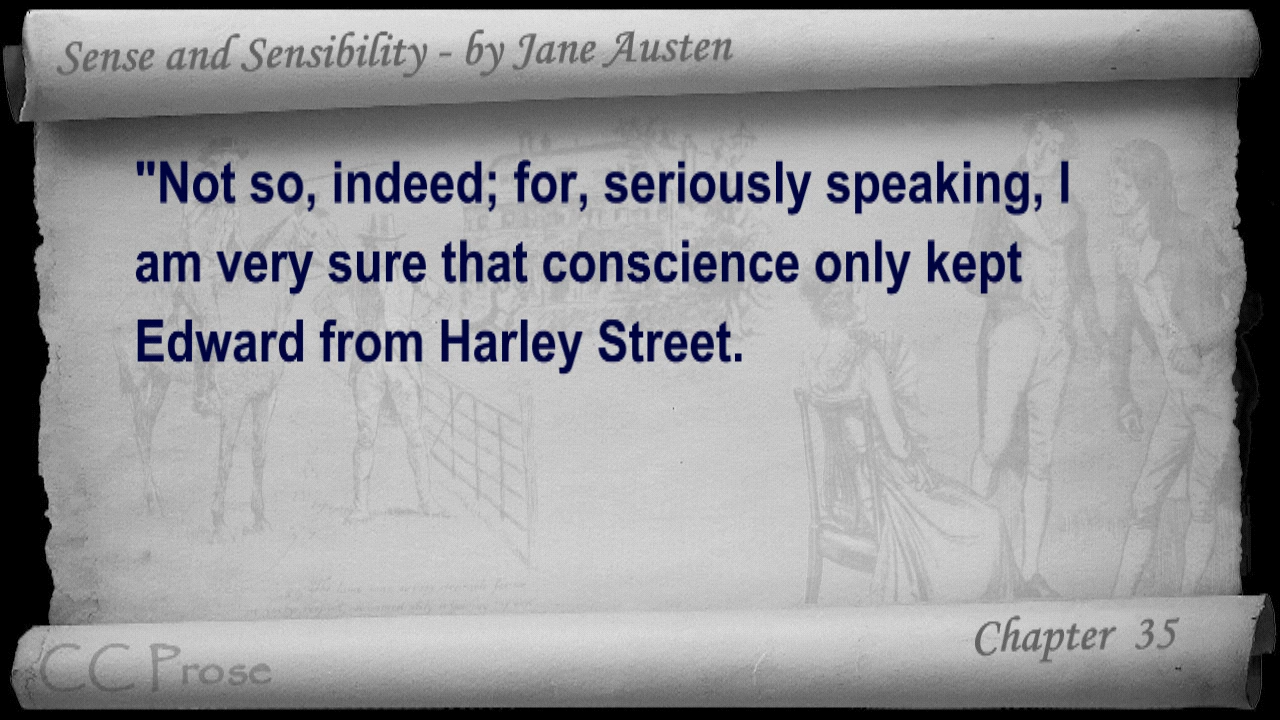 Sense and Sensibility - by Jane Austen
"Not so, indeed; for, seriously speaking, I
am very sure that conscience only kept
Edward from Harley Street.
Chapter 35
CC Prose